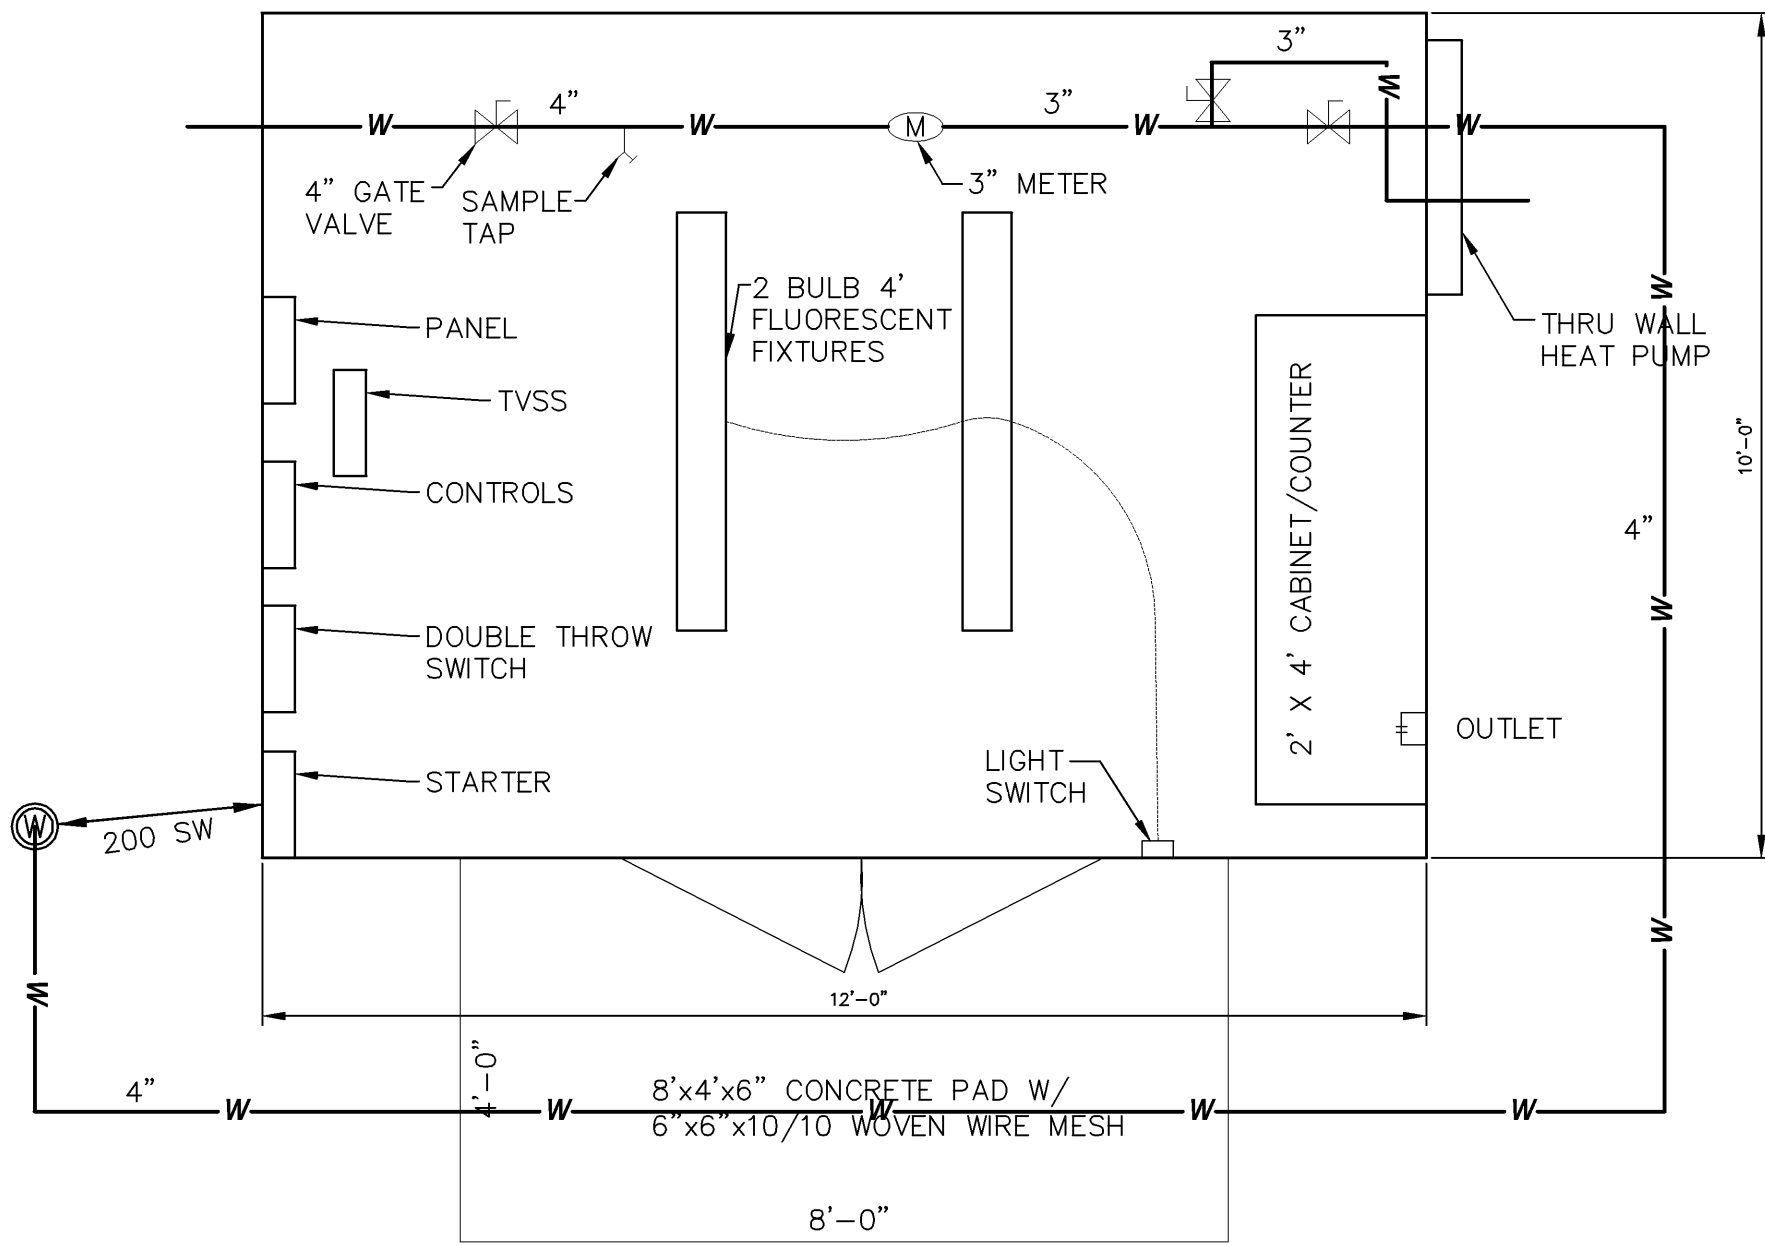 3”
4”
3”
W
W
M
W
W
W
4” GATE
VALVE
SAMPLE
TAP
3” METER
2 BULB 4'
FLUORESCENT
FIXTURES
W
THRU WALL
HEAT PUMP
PANEL
TVSS
CONTROLS
DOUBLE THROW
SWITCH
STARTER
2' X 4' CABINET/COUNTER
10'-0”
4”
W
OUTLET
LIGHT
SWITCH
W
200 SW
W
W
12'-0”
4'-0”
4”
8'x4'x6” CONCRETE PAD W/
6”x6”x10/10 WOVEN WIRE MESH
W
W
W
W
W
8'-0”